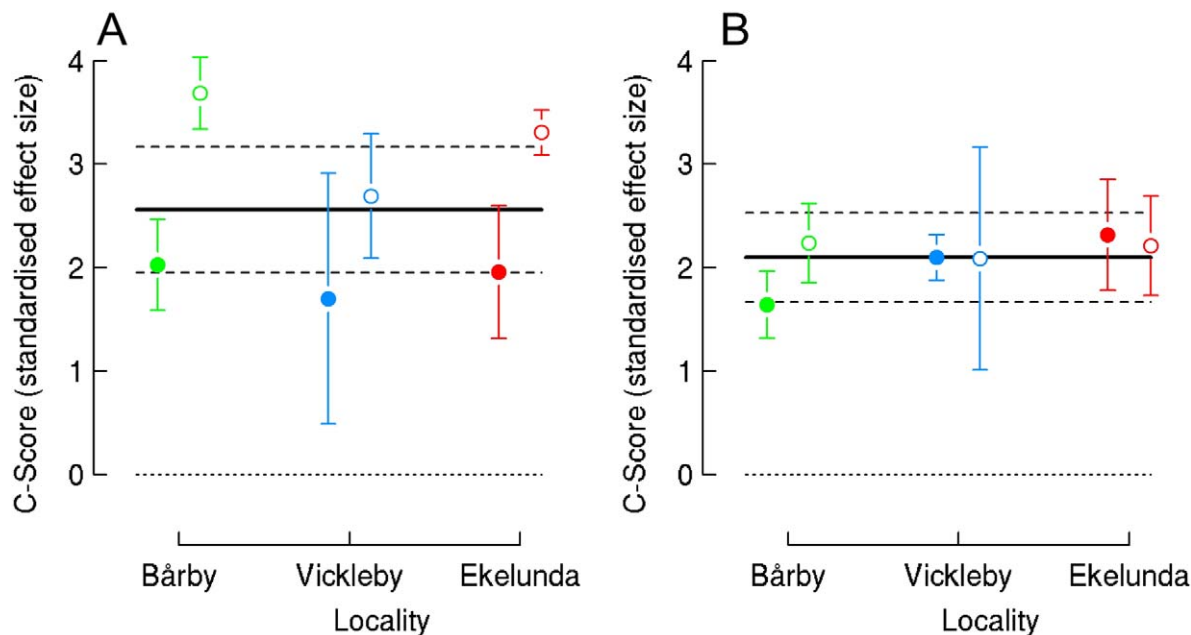 A
C-Score (standardised effect size)
4
3
2
1
0
Bårby Vickleby Ekelunda
Locality
B
C-Score (standardised effect size)
4
3
2
1
0
Bårby Vickleby Ekelunda
Locality